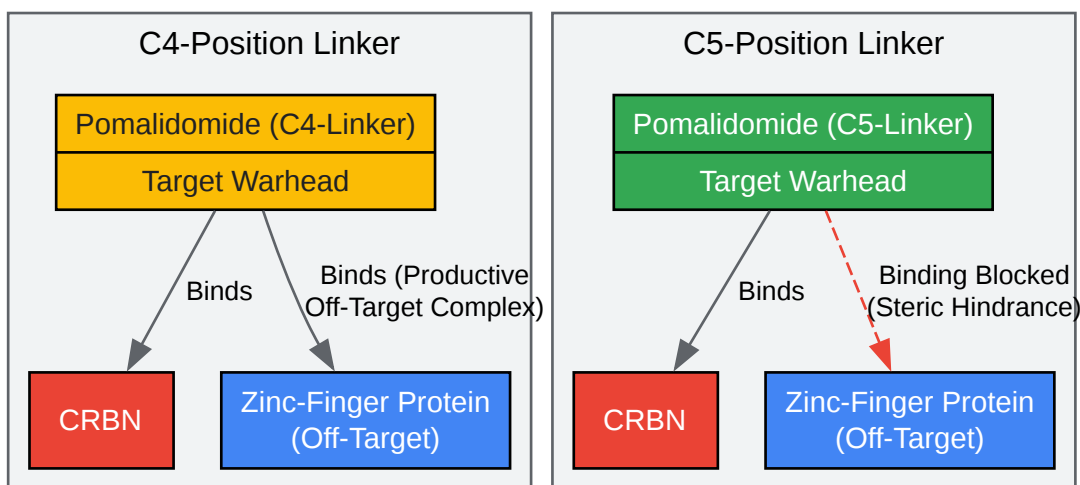 C4-Position Linker
Pomalidomide (C4-Linker)
Target Warhead
Binds
Binds (Productive
Off-Target Complex)
CRBN
Zinc-Finger Protein
(Off-Target)
C5-Position Linker
Pomalidomide (C5-Linker)
Target Warhead
Binds
Binding Blocked
(Steric Hindrance)
CRBN
Zinc-Finger Protein
(Off-Target)